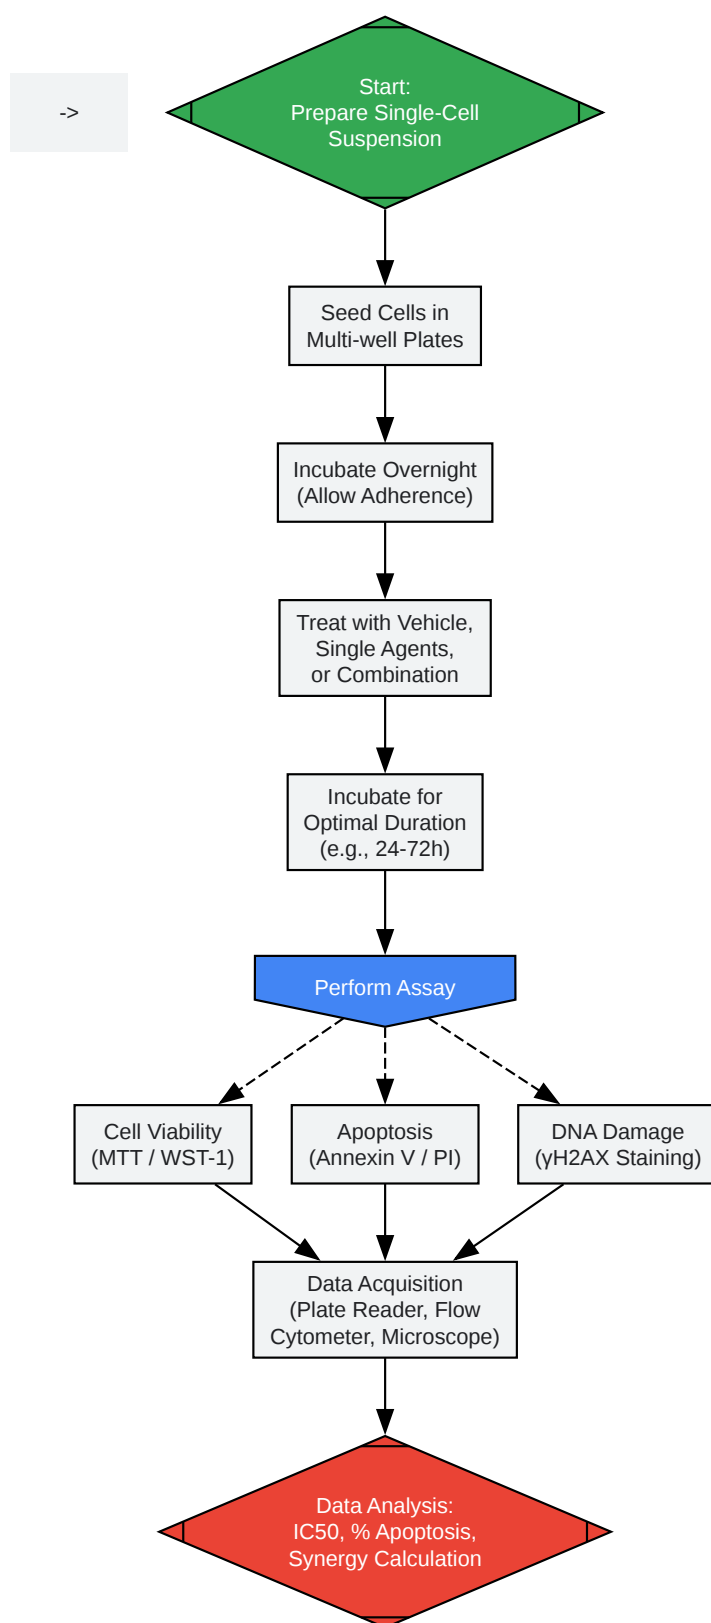 ->
Start:
Prepare Single-Cell
Suspension
Seed Cells in
Multi-well Plates
Incubate Overnight
(Allow Adherence)
Treat with Vehicle,
Single Agents,
or Combination
Incubate for
Optimal Duration
(e.g., 24-72h)
Perform Assay
Cell Viability
(MTT / WST-1)
Apoptosis
(Annexin V / PI)
DNA Damage
(γH2AX Staining)
Data Acquisition
(Plate Reader, Flow
Cytometer, Microscope)
Data Analysis:
IC50, % Apoptosis,
Synergy Calculation